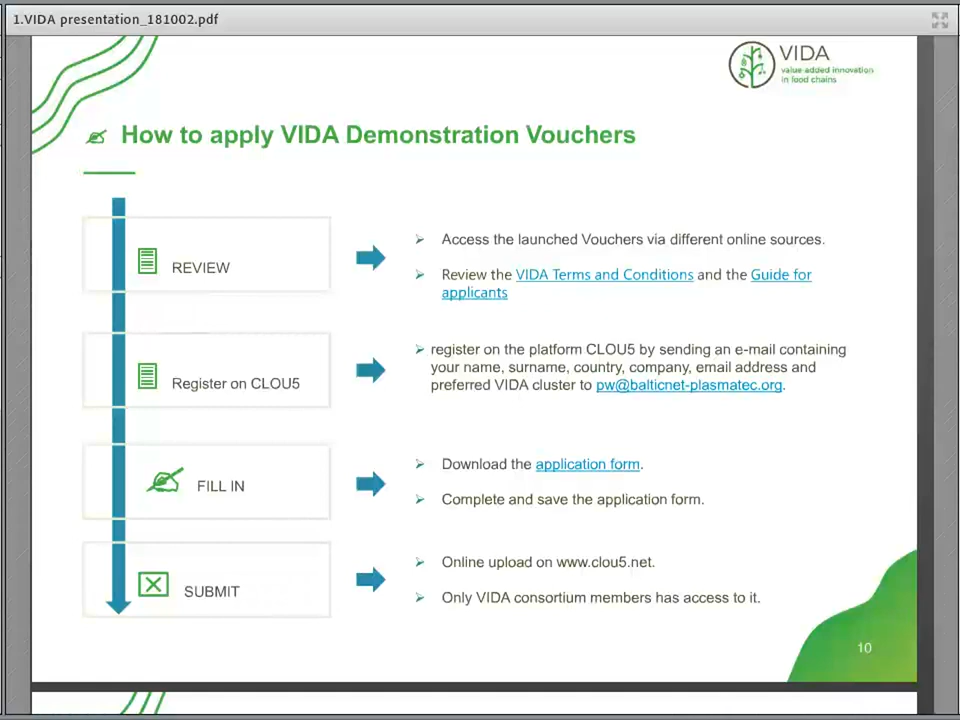 1.VIDA presentation_181002.pdf
VIDA
value added innovation
in food chains
How to apply VIDA Demonstration Vouchers
REVIEW
Access the launched Vouchers via different online sources.
Review the VIDA Terms and Conditions and the Guide for
applicants
Register on CLOU5
register on the platform CLOU5 by sending an e-mail containing
your name, surname, country, company, email address and
preferred VIDA cluster to pw@balticnet-plasmatec.org.
FILL IN
Download the application form.
Complete and save the application form.
SUBMIT
Online upload on www.clou5.net.
Only VIDA consortium members has access to it.
10